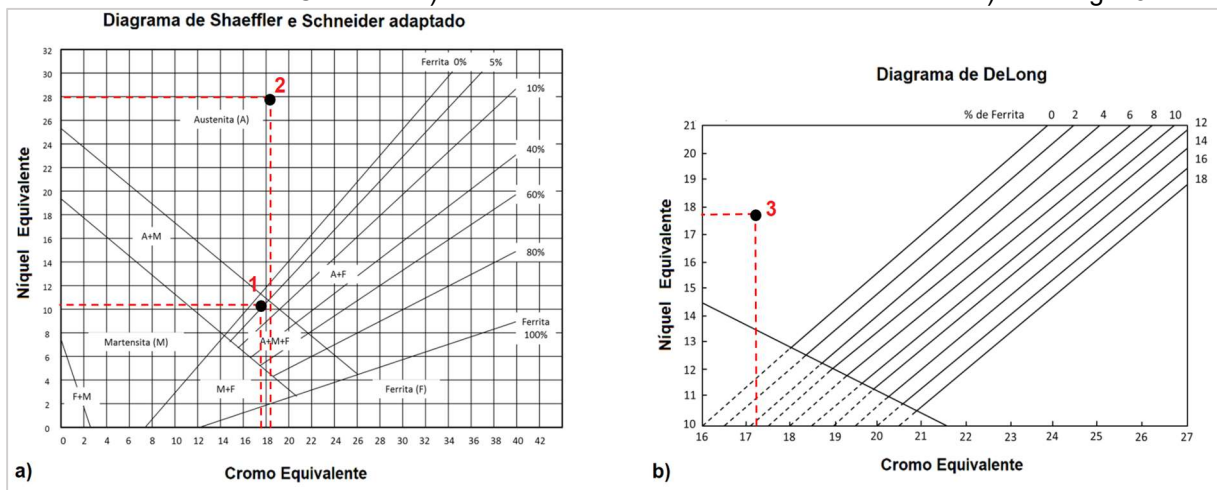 Diagrama de Shaeffler e Schneider adaptado
32
30
28
26
24
22
20
18
16
14
12
10
8
6
4
2
0
Níquel Equivalente
Ferrita 0%
5%
10%
40%
60%
80%
Ferrita
100%
2
Austenita (A)
A+M
A+F
1
A+M+F
Martensita (M)
M+F
Ferrita (F)
F+M
0 2 4 6 8 10 12 14 16 18 20 22 24 26 28 30 32 34 36 38 40 42
a)
Cromo Equivalente
Diagrama de DeLong
% de Ferrita 0 2 4 6 8 10 12
14
16
18
21
20
19
18
17
16
15
14
13
12
11
10
Níquel Equivalente
3
16 17 18 19 20 21 22 23 24 25 26 27
b)
Cromo Equivalente